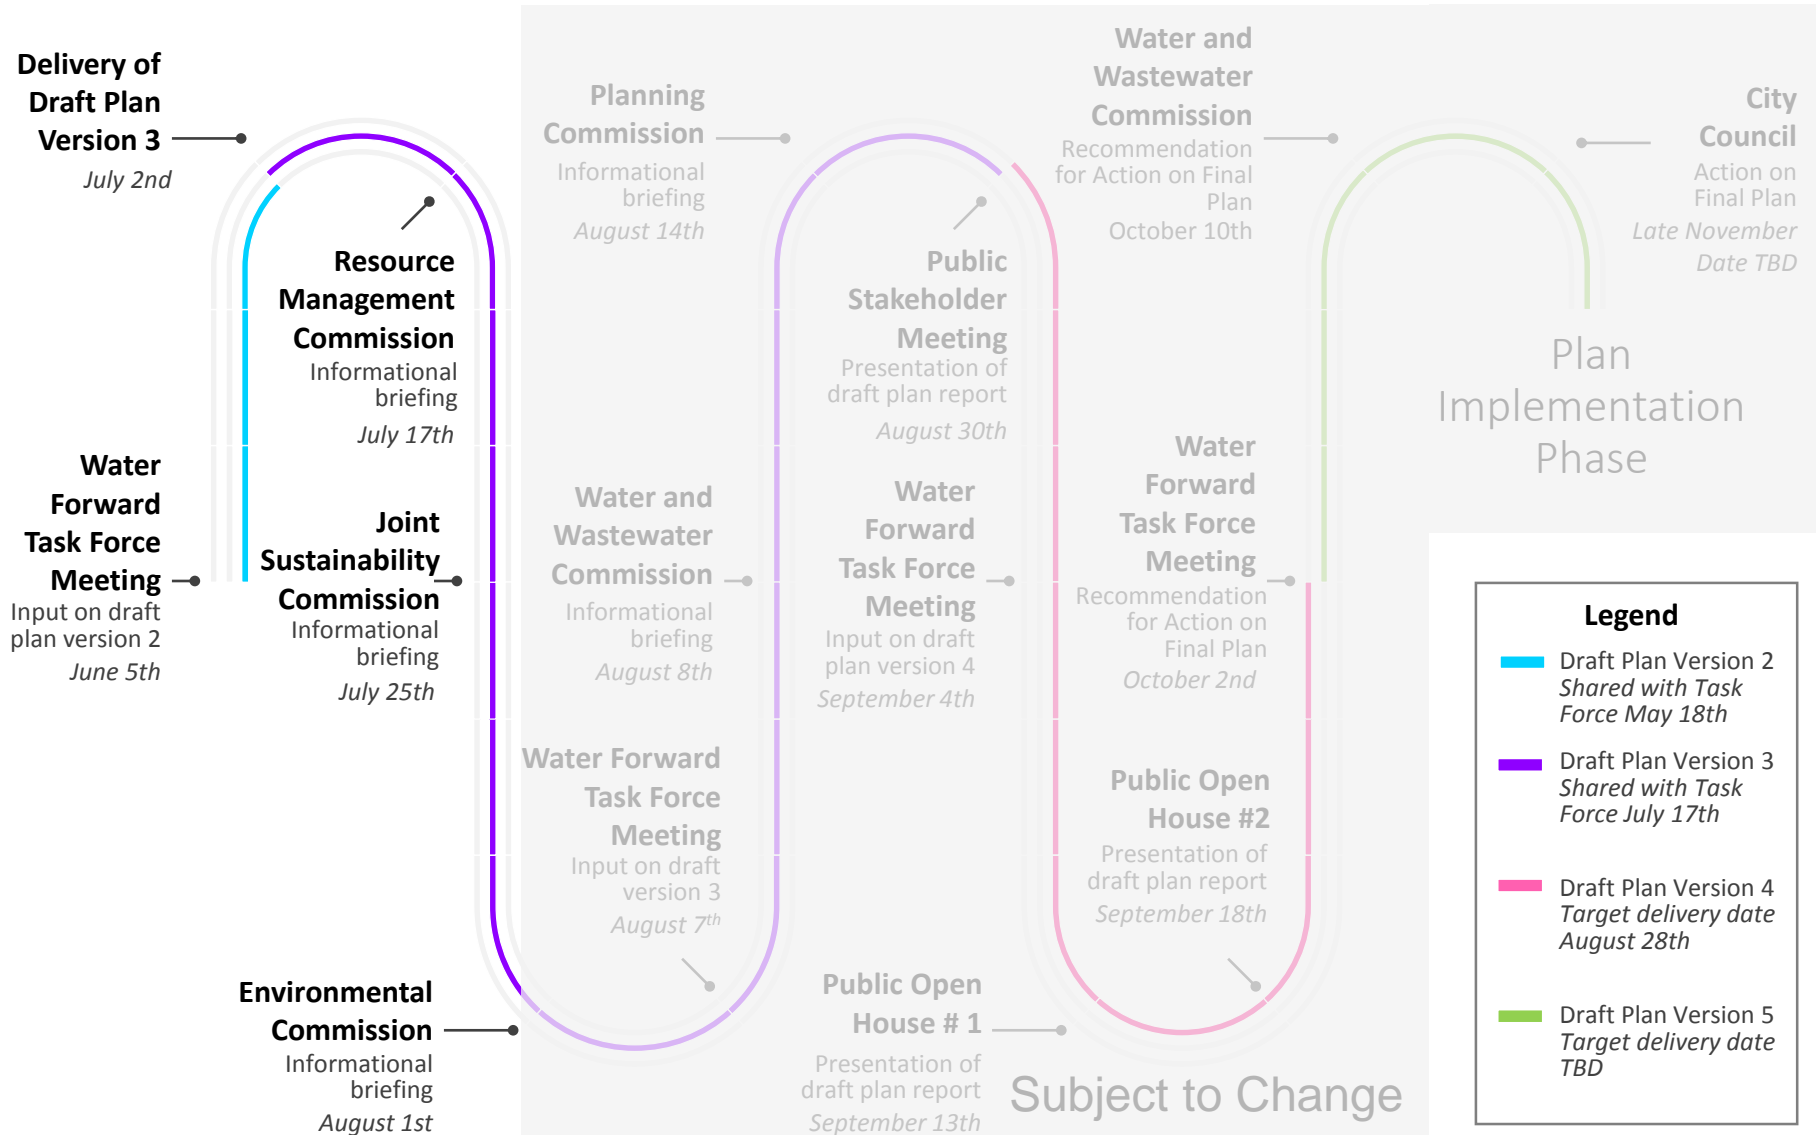 Delivery of
Draft Plan
Version 3
July 2nd
Water
Forward
Task Force
Meeting
Input on draft
plan version 2
June 5th
Resource
Management
Commission
Informational
briefing
July 17th
Joint
Sustainability
Commission
Informational
briefing
July 25th
Environmental
Commission
Informational
briefing
August 1st
Planning
Commission
Informational
briefing
August 14th
Water and
Wastewater
Commission
Informational
briefing
August 8th
Water Forward
Task Force
Meeting
Input on draft
version 3
August 7th
Public
Stakeholder
Meeting
Presentation of
draft plan report
August 30th
Water
Forward
Task Force
Meeting
Input on draft
plan version 4
September 4th
Public Open
House # 1
Presentation of
draft plan report
September 13th
Water and
Wastewater
Commission
Recommendation
for Action on Final
Plan
October 10th
Water
Forward
Task Force
Meeting
Recommendation
for Action on
Final Plan
October 2nd
Public Open
House #2
Presentation of
draft plan report
September 18th
Subject to Change
City
Council
Action on
Final Plan
Late November
Date TBD
Plan
Implementation
Phase
Legend
Draft Plan Version 2
Shared with Task
Force May 18th
Draft Plan Version 3
Shared with Task
Force July 17th
Draft Plan Version 4
Target delivery date
August 28th
Draft Plan Version 5
Target delivery date
TBD